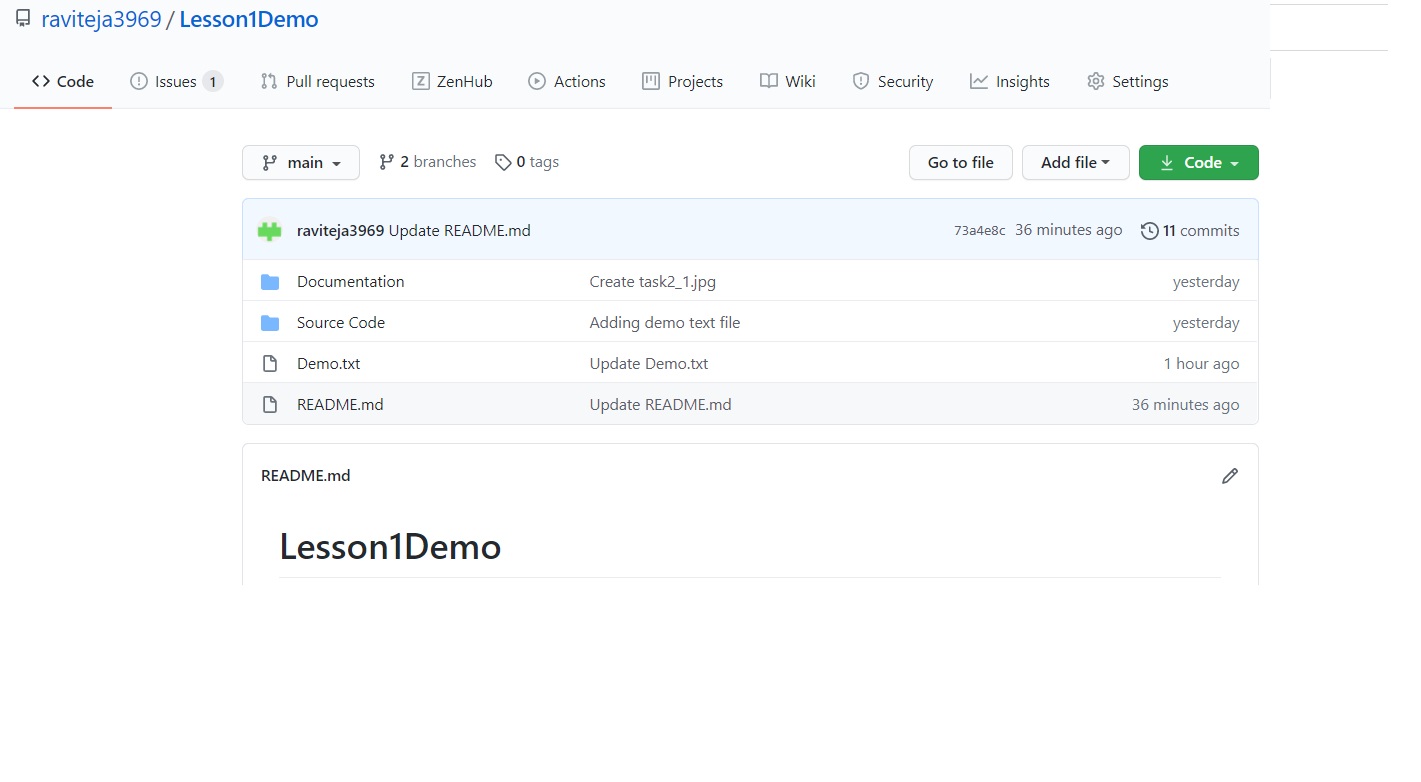 raviteja3969 / Lesson1Demo
Code Issues 1 Pull requests ZenHub Actions Projects Wiki Security Insights Settings
main 2 branches 0 tags Go to file Add file Code
raviteja3969 Update README.md 73a4e8c 36 minutes ago 11 commits
Documentation Create task2_1.jpg yesterday
Source Code Adding demo text file yesterday
Demo.txt Update Demo.txt 1 hour ago
README.md Update README.md 36 minutes ago
README.md
Lesson1Demo